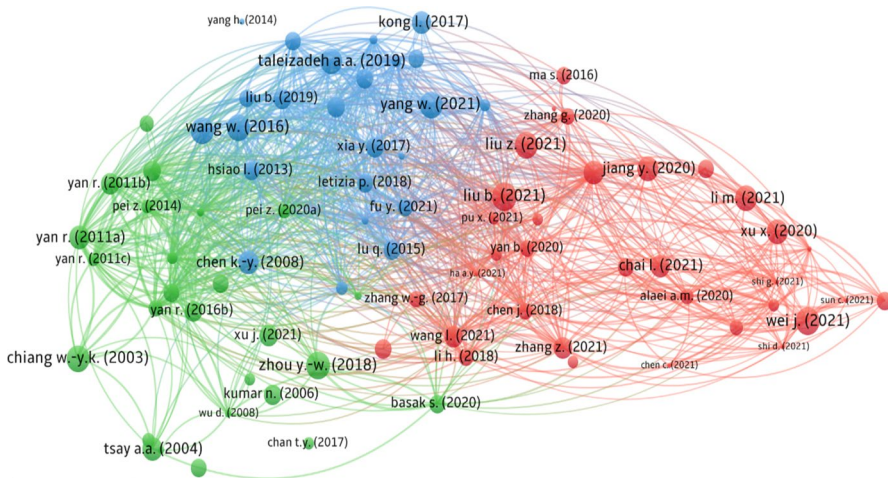 yang h. (2014)
kong l. (2017)
taleizadeh a.a. (2019)
ma s. (2016)
liu b. (2019)
yang w. (2021)
zhang g. (2020)
wang w. (2016)
xia y. (2017)
liu z. (2021)
hsiao l. (2013)
jiang y. (2020)
yan r. (2011b)
letizia p. (2018)
liu b. (2021)
li m. (2021)
pei z. (2014)
pei z. (2020a)
fu y. (2021)
pu x. (2021)
xu x. (2020)
yan r. (2011a)
lu q. (2015)
yan b. (2020)
yan r. (2011c)
chen k.-y. (2008)
ha a.y. (2021)
chai l. (2021)
shi g. (2021)
zhang w.-g. (2017)
alaei a.m. (2020)
sun c. (2021)
yan r. (2016b)
chen j. (2018)
wei j. (2021)
xu j. (2021)
wang l. (2021)
zhang z. (2021)
shi d. (2021)
chiang w.-y.k. (2003)
zhou y.-w. (2018)
li h. (2018)
chen c. (2021)
kumar n. (2006)
basak s. (2020)
wu d. (2008)
tsay a.a. (2004)
chan t.y. (2017)